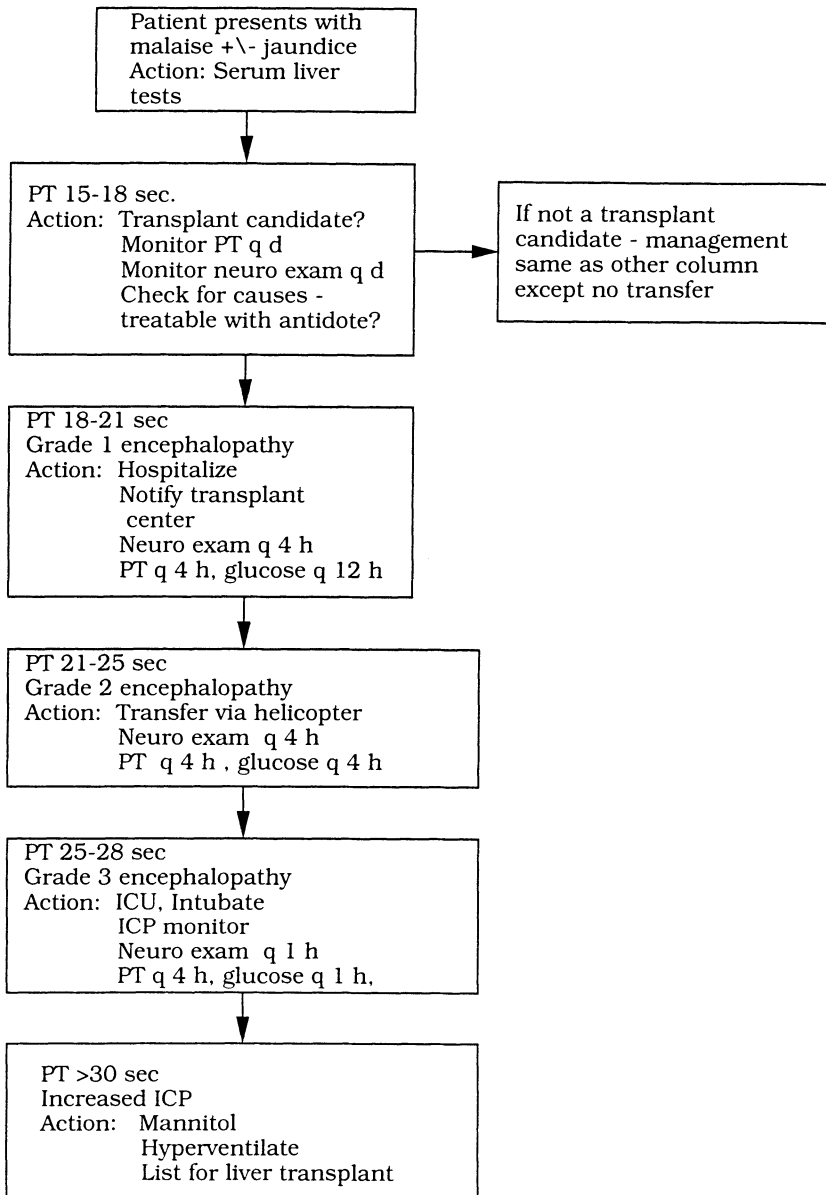 Patient presents with
malaise +\- jaundice
Action: Serum liver
tests
PT 15-18 sec.
Action: Transplant candidate?
Monitor PT q d
Monitor neuro exam q d
Check for causes -
treatable with antidote?
If not a transplant
candidate - management
same as other column
except no transfer
PT 18-21 sec
Grade 1 encephalopathy
Action: Hospitalize
Notify transplant
center
Neuro exam q 4 h
PT q 4 h, glucose q 12 h
PT 21-25 sec
Grade 2 encephalopathy
Action: Transfer via helicopter
Neuro exam q 4 h
PT q 4 h , glucose q 4 h
PT 25-28 sec
Grade 3 encephalopathy
Action: ICU, Intubate
ICP monitor
Neuro exam q 1 h
PT q 4 h, glucose q 1 h,
PT >30 sec
Increased ICP
Action: Mannitol
Hyperventilate
List for liver transplant